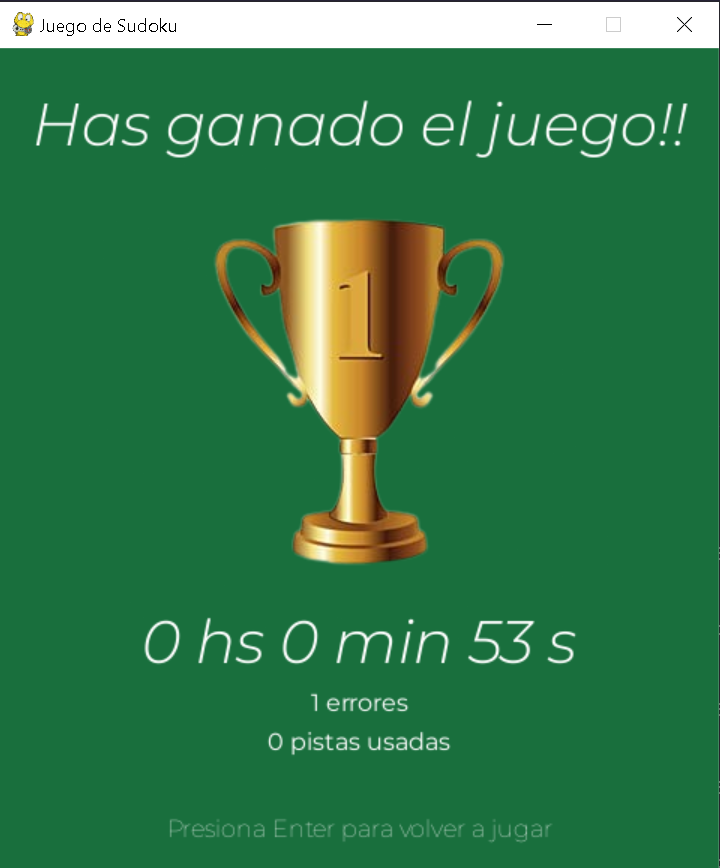 Juego de Sudoku
Has ganado el juego!!
1
0 hs 0 min 53 s
1 errores
0 pistas usadas
Presiona Enter para volver a jugar